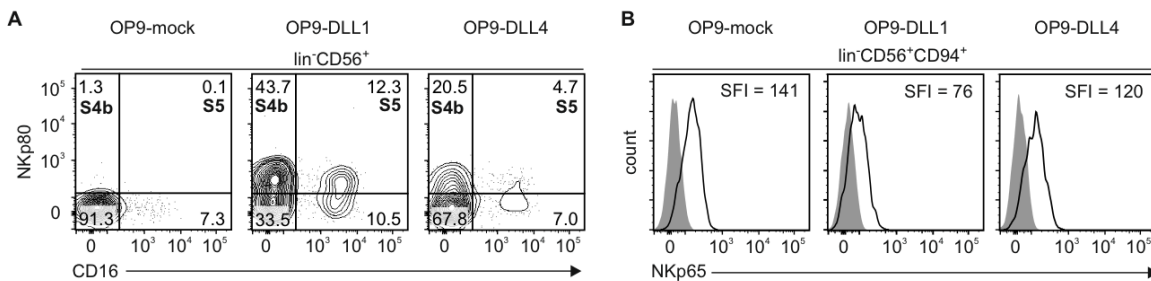 A
OP9-mock OP9-DLL1 OP9-DLL4
lin⁻CD56⁺
1.3 0.1 43.7 12.3 20.5 4.7
S4b S5 S4b S5 S4b S5
NKp80
10⁵
10³
0
91.3 7.3 33.5 10.5 67.8 7.0
0 10³ 10⁴ 10⁵ 0 10³ 10⁴ 10⁵ 0 10³ 10⁴ 10⁵
CD16
B
OP9-mock OP9-DLL1 OP9-DLL4
lin⁻CD56⁺CD94⁺
SFI = 141 SFI = 76 SFI = 120
count
0 10³ 10⁴ 10⁵ 0 10³ 10⁴ 10⁵ 0 10³ 10⁴ 10⁵
NKp65